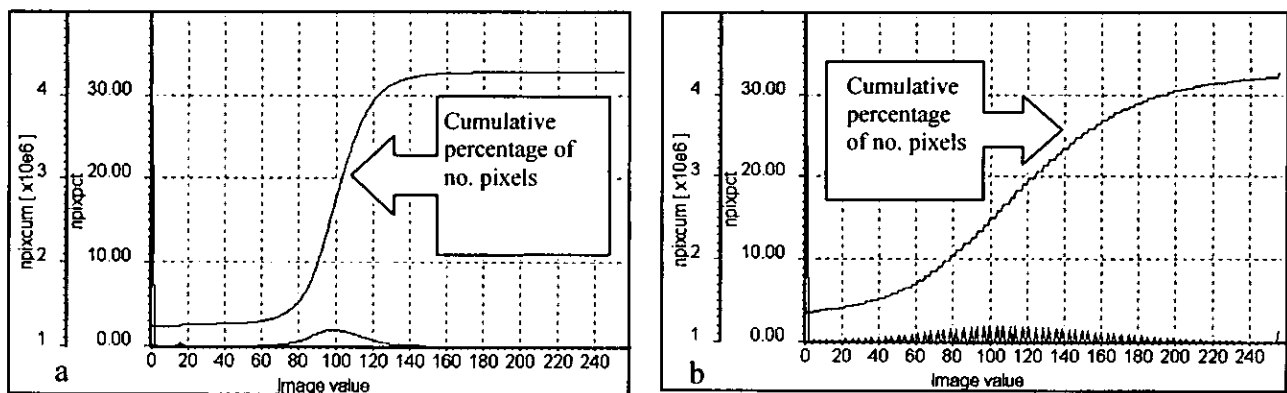 4
3
2
1
npixcum [ x10e6]
30.00
20.00
10.00
0.00
npixpct
Cumulative
percentage of
no. pixels
0 20 40 60 80 100 120 140 160 180 200 220 240
Image value
a
4
3
2
1
npixcum [ x10e6]
30.00
20.00
10.00
0.00
npixpct
Cumulative
percentage
of no. pixels
0 20 40 60 80 100 120 140 160 180 200 220 240
Image value
b